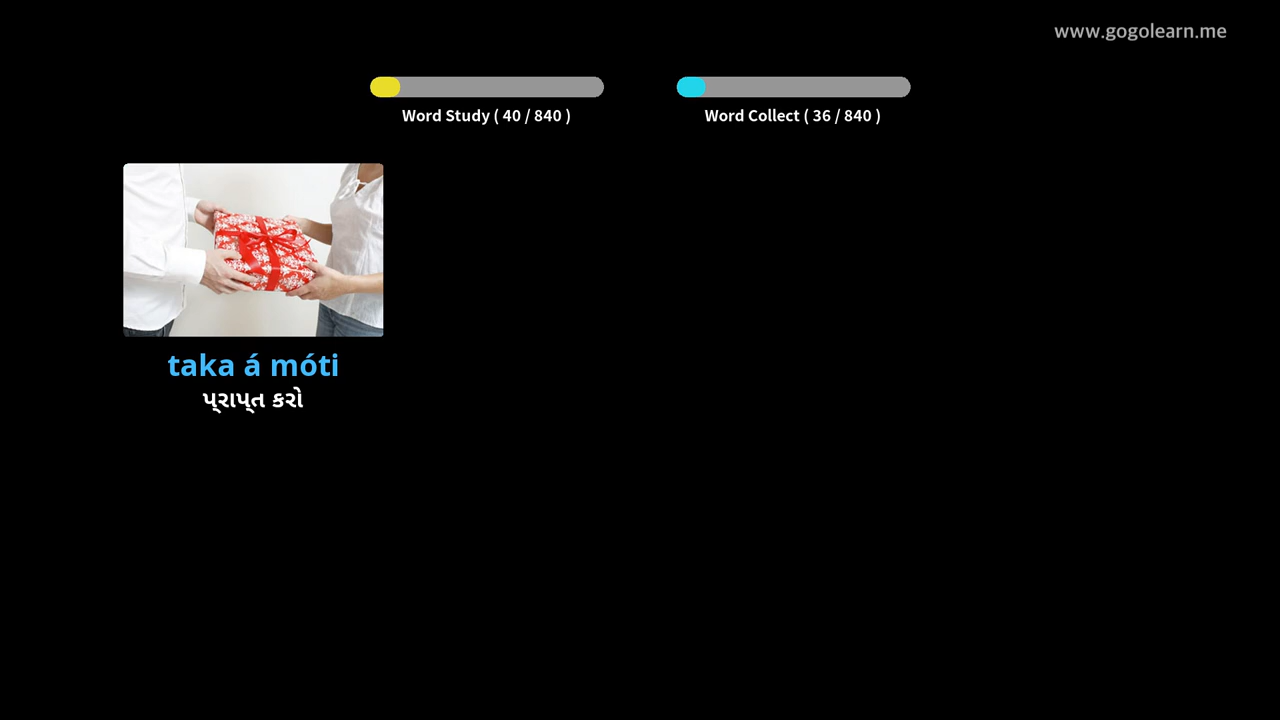 www.gogolearn.me
Word Study ( 40 / 840 )
Word Collect ( 36 / 840 )
taka á móti
પ્રાપ્ત કરો